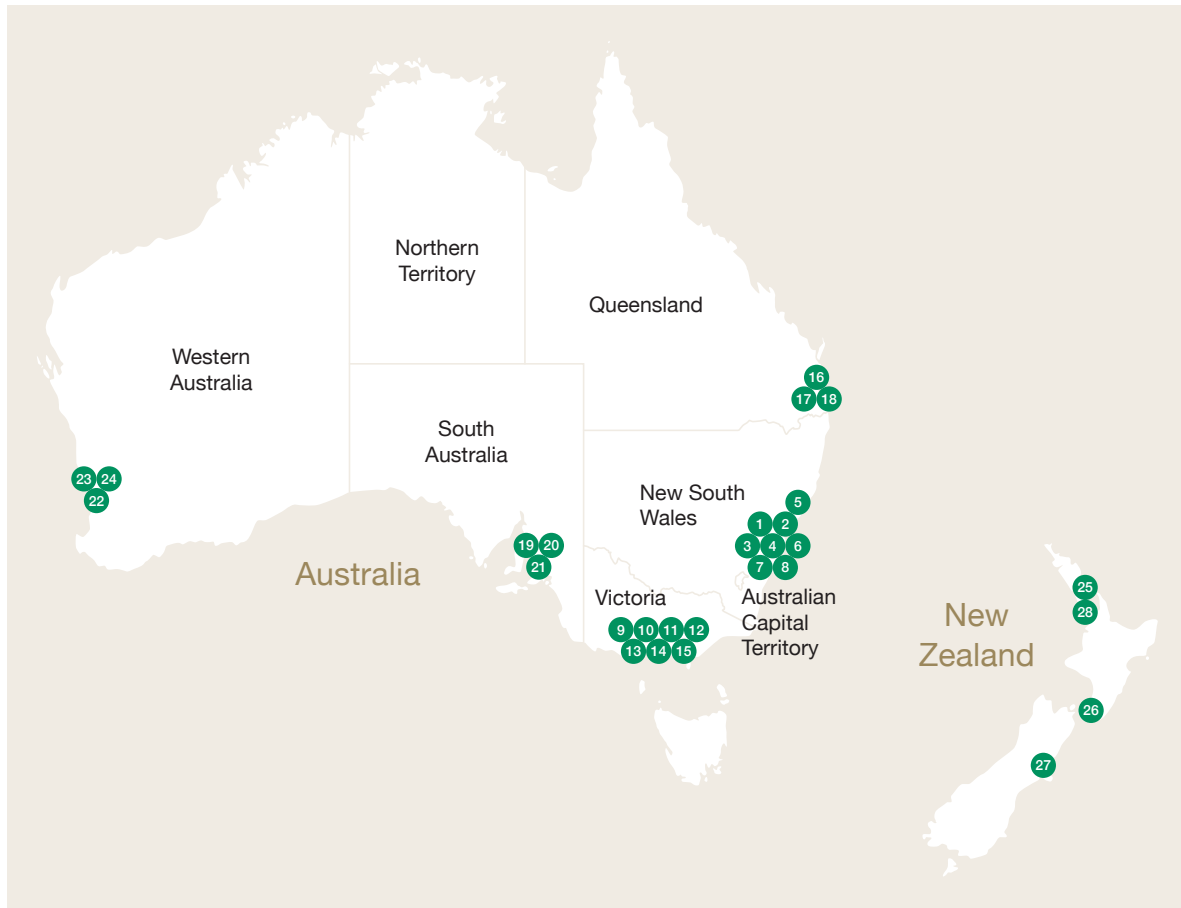 Northern
Territory
Queensland
Western
Australia
16
17 18
South
Australia
23 24
22
New South
Wales
5
1 2
3 4 6
7 8
19 20
21
Australia
Victoria
Australian
Capital
Territory
9 10 11 12
13 14 15
New
Zealand
25
28
26
27